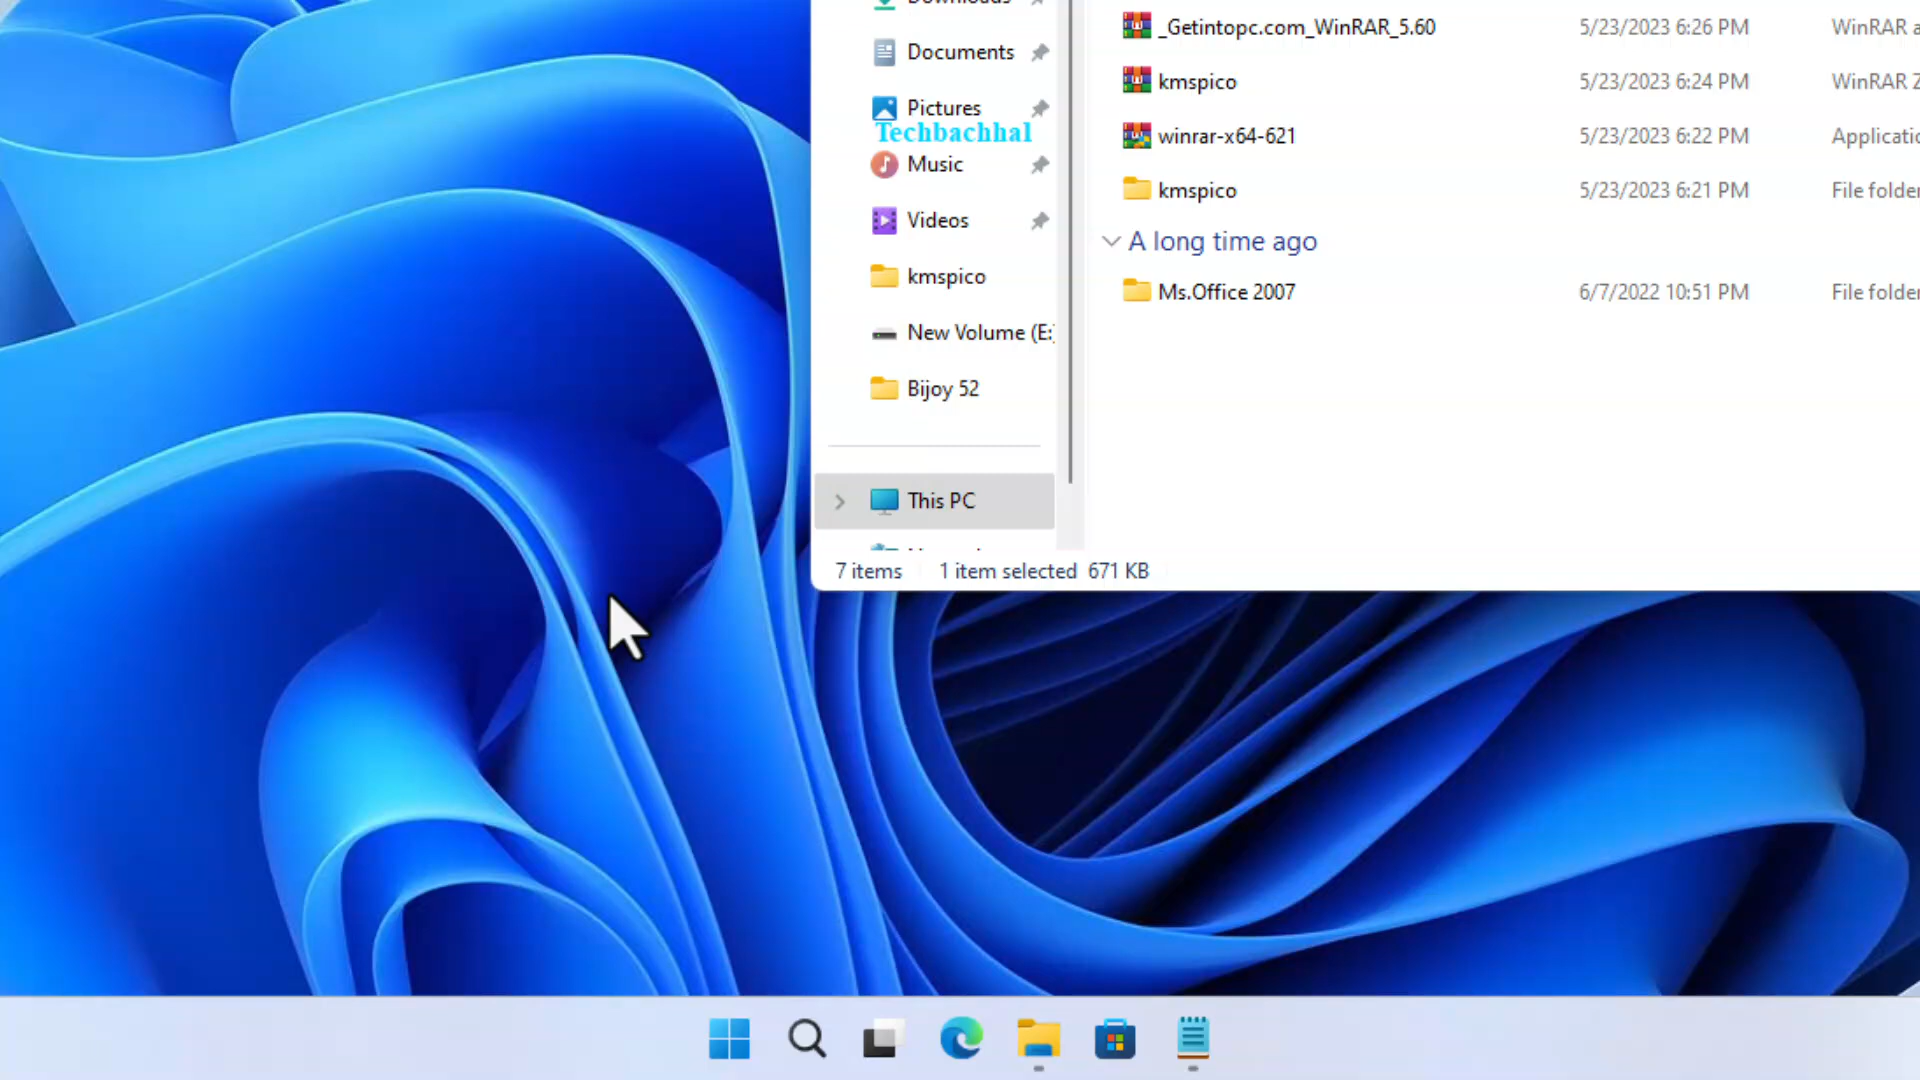 Downloads
_Getintopc.com_WinRAR_5.60 5/23/2023 6:26 PM WinRAR a
Documents
kmspico 5/23/2023 6:24 PM WinRAR Z
Pictures
Techbachhal
winrar-x64-621 5/23/2023 6:22 PM Applicatio
Music
kmspico 5/23/2023 6:21 PM File folder
Videos
A long time ago
kmspico
Ms.Office 2007 6/7/2022 10:51 PM File folder
New Volume (E:)
Bijoy 52
This PC
7 items 1 item selected 671 KB